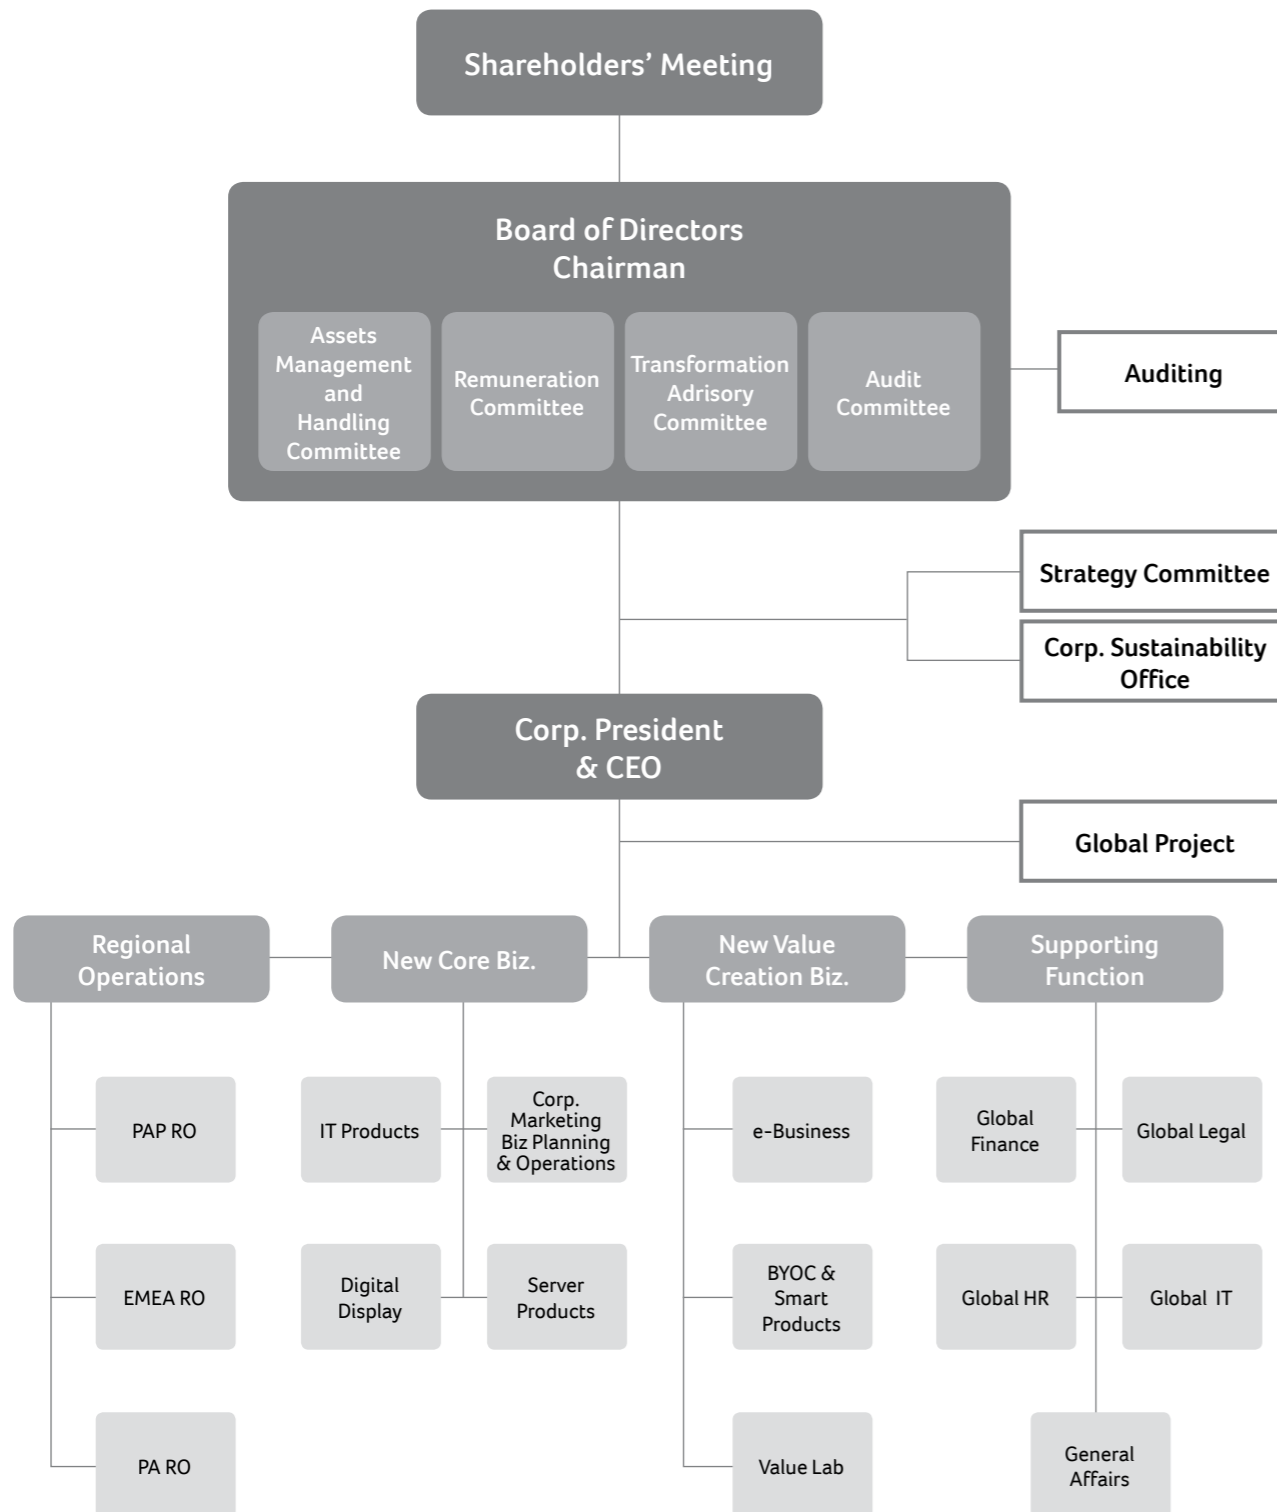 Shareholders’ Meeting
Board of Directors
Chairman
Assets
Management
and
Handling
Committee
Remuneration
Committee
Transformation
Adrisory
Committee
Audit
Committee
Auditing
Strategy Committee
Corp. Sustainability
Office
Corp. President
& CEO
Global Project
Regional
Operations
New Core Biz.
New Value
Creation Biz.
Supporting
Function
PAP RO
IT Products
Corp.
Marketing
Biz Planning
& Operations
e-Business
Global
Finance
Global Legal
EMEA RO
Digital
Display
Server
Products
BYOC &
Smart
Products
Global HR
Global IT
PA RO
Value Lab
General
Affairs